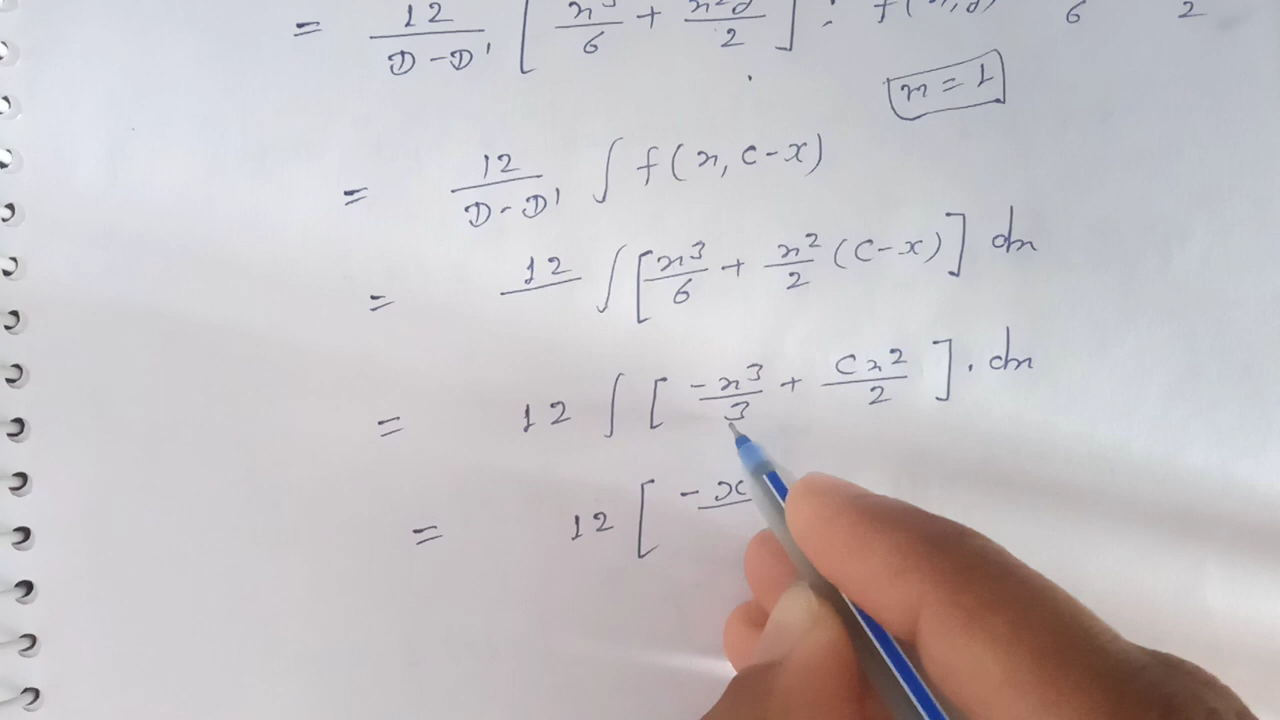 = 12/(D-D') [x³/6 + x²y/2] : f(x,y) 6 2
m = 1
= 12/(D-D') ∫ f(x, c-x)
= 12 ∫ [x³/6 + x²/2 (c-x)] dx
= 12 ∫ [-x³/3 + cx²/2] . dx
= 12 [ -x